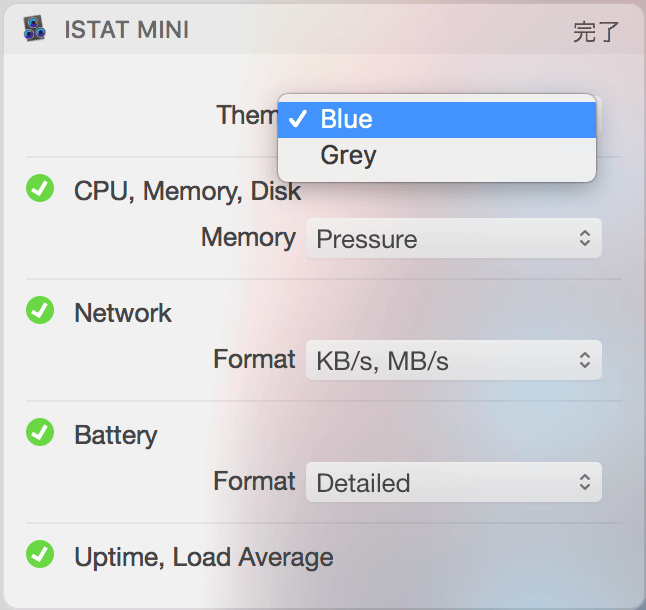 ISTAT MINI 完了
Them
Blue
Grey
CPU, Memory, Disk
Memory Pressure
Network
Format KB/s, MB/s
Battery
Format Detailed
Uptime, Load Average